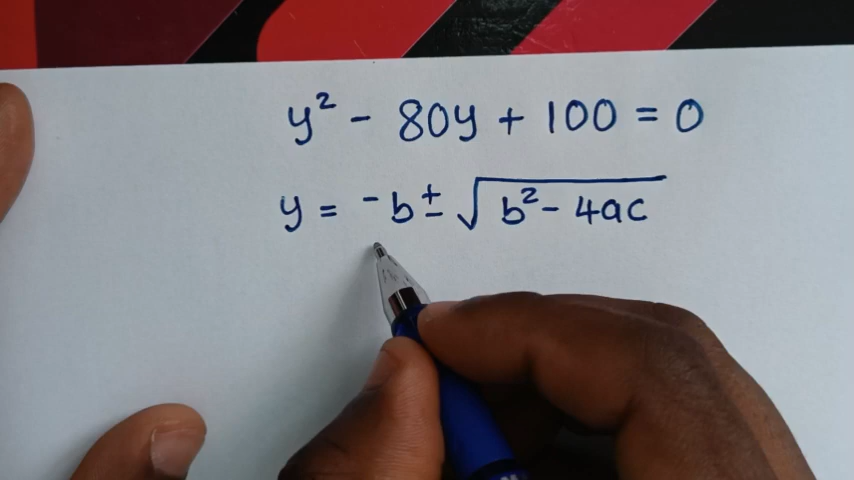 y² - 80y + 100 = 0
y = -b ± √b² - 4ac